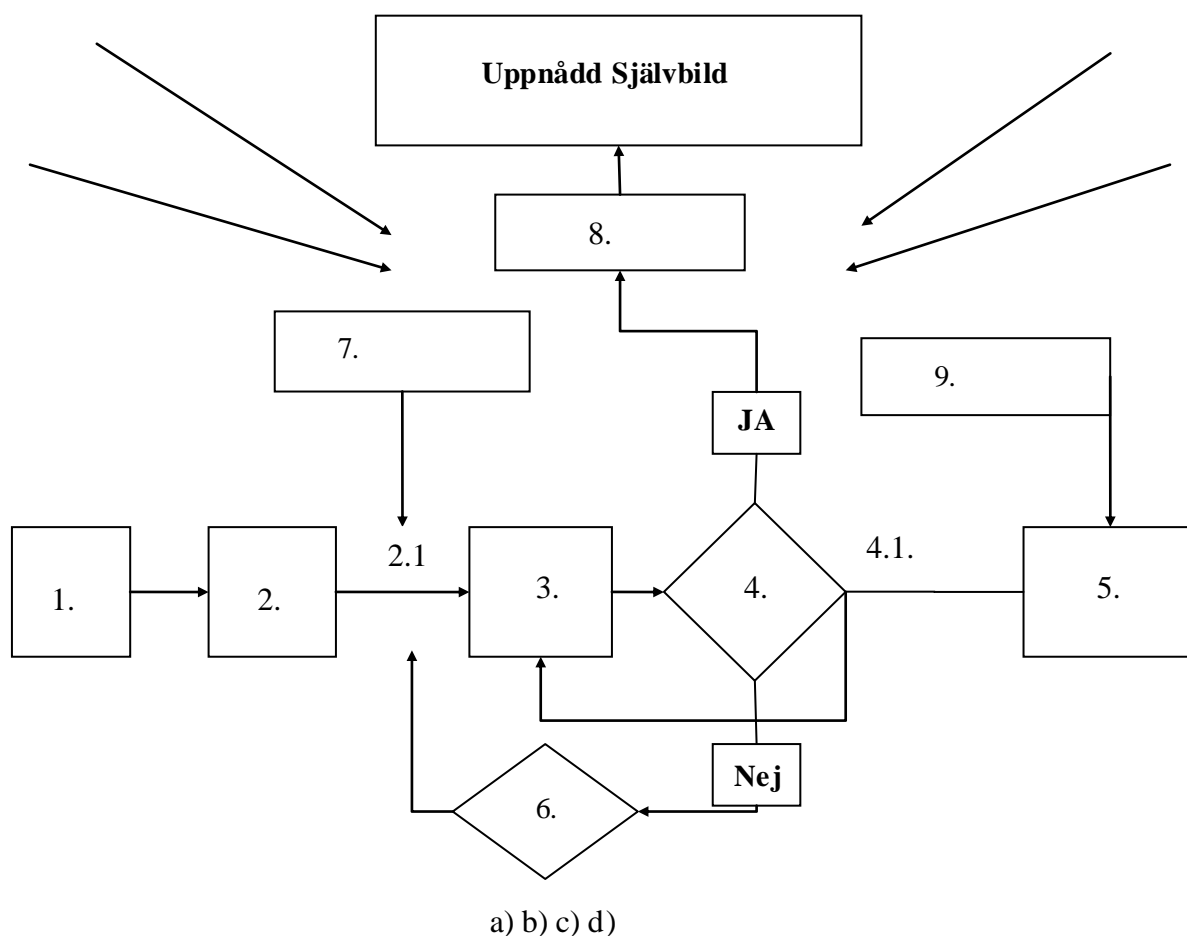 Uppnådd Självbild
8.
7.
9.
JA
2.1
4.1.
1.
2.
3.
4.
5.
Nej
6.
a) b) c) d)